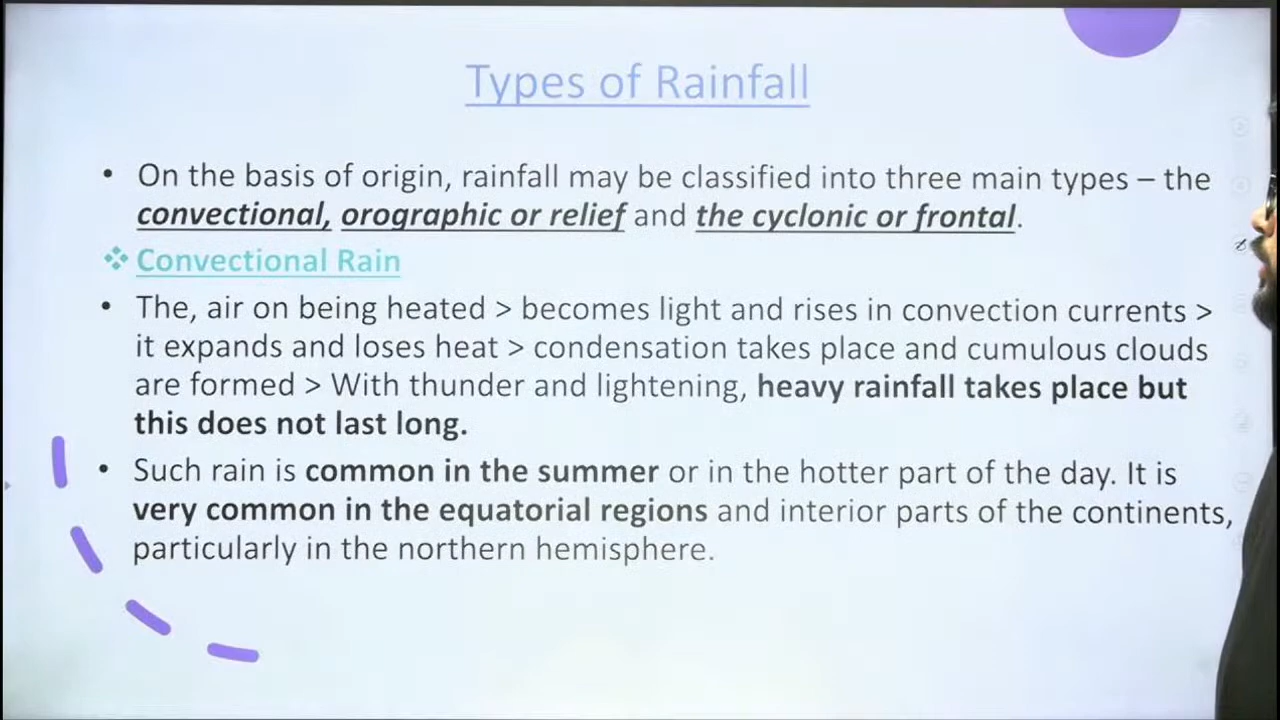 Types of Rainfall
• On the basis of origin, rainfall may be classified into three main types – the
convectional, orographic or relief and the cyclonic or frontal.
❖ Convectional Rain
• The, air on being heated > becomes light and rises in convection currents >
it expands and loses heat > condensation takes place and cumulous clouds
are formed > With thunder and lightening, heavy rainfall takes place but
this does not last long.
• Such rain is common in the summer or in the hotter part of the day. It is
very common in the equatorial regions and interior parts of the continents,
particularly in the northern hemisphere.